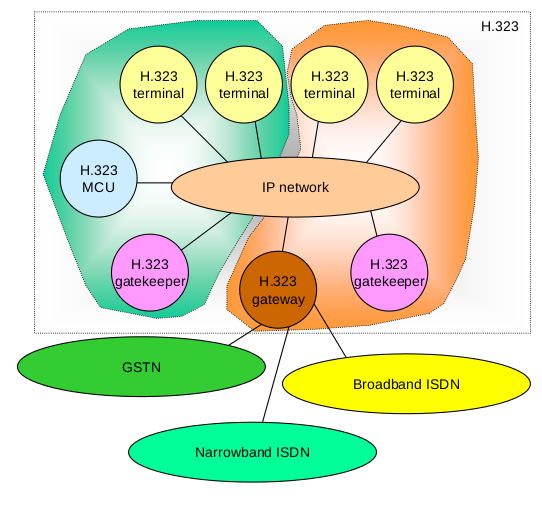 H.323
H.323
terminal
H.323
terminal
H.323
terminal
H.323
terminal
H.323
MCU
IP network
H.323
gatekeeper
H.323
gateway
H.323
gatekeeper
GSTN
Broadband ISDN
Narrowband ISDN